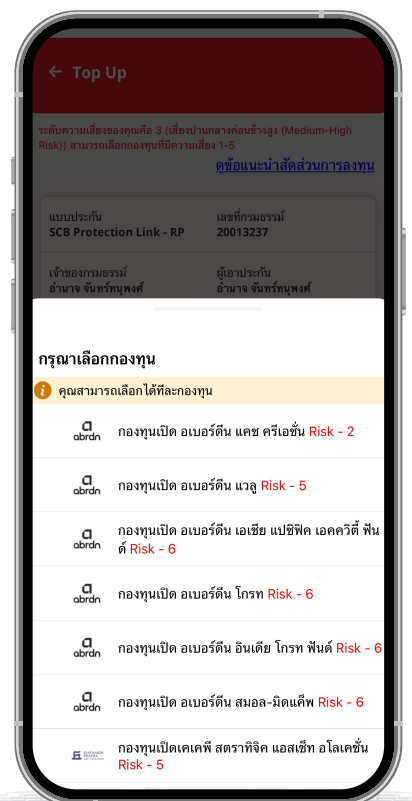 ← Top Up
ระดับความเสี่ยงของคุณคือ 3 (เสี่ยงปานกลางค่อนข้างสูง (Medium-High
Risk)) สามารถเลือกกองทุนที่มีความเสี่ยง 1-5
ดูข้อแนะนำสัดส่วนการลงทุน
แบบประกัน
SCB Protection Link - RP
เลขที่กรมธรรม์
20013237
เจ้าของกรมธรรม์
อำนาจ จันทร์ทนุพงศ์
ผู้เอาประกัน
อำนาจ จันทร์ทนุพงศ์
กรุณาเลือกกองทุน
คุณสามารถเลือกได้ทีละกองทุน
abrdn
กองทุนเปิด อเบอร์ดีน แคช ครีเอชั่น Risk - 2
abrdn
กองทุนเปิด อเบอร์ดีน แวลู Risk - 5
abrdn
กองทุนเปิด อเบอร์ดีน เอเชีย แปซิฟิค เอคควิตี้ ฟัน
ด์ Risk - 6
abrdn
กองทุนเปิด อเบอร์ดีน โกรท Risk - 6
abrdn
กองทุนเปิด อเบอร์ดีน อินเดีย โกรท ฟันด์ Risk - 6
abrdn
กองทุนเปิด อเบอร์ดีน สมอล-มิดแค็พ Risk - 6
กองทุนเปิดเคเคพี สตราทิจิค แอสเซ็ท อโลเคชั่น
Risk - 5